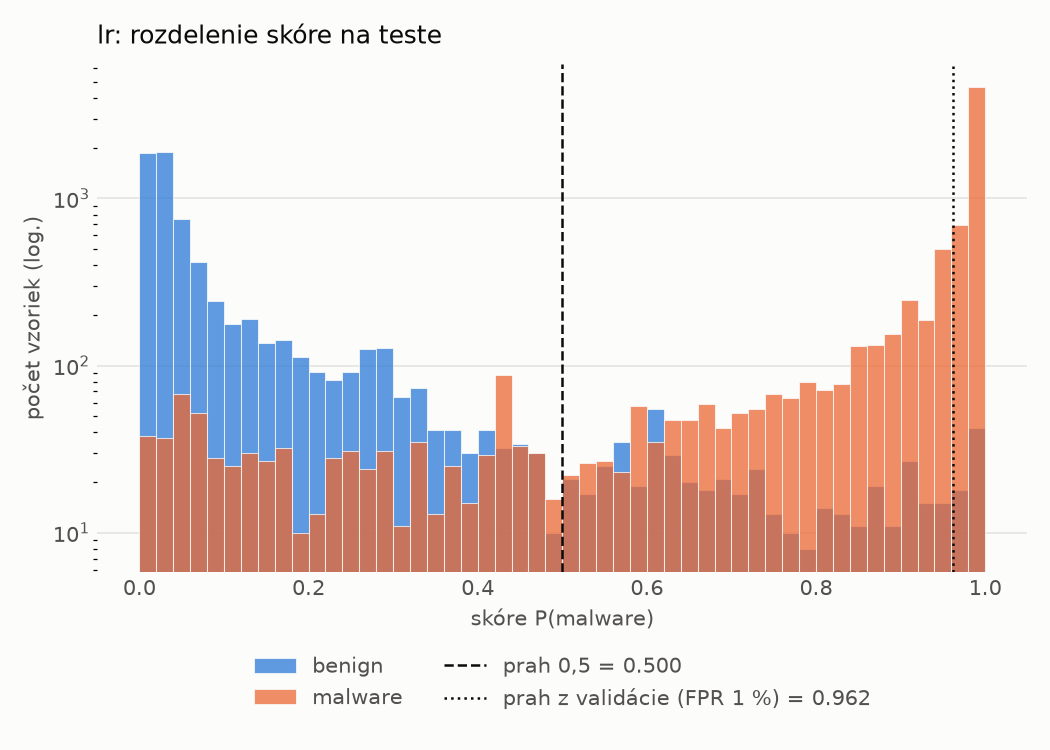 lr: rozdelenie skóre na teste
počet vzoriek (log.)
10³
10²
10¹
0.0 0.2 0.4 0.6 0.8 1.0
skóre P(malware)
benign
malware
prah 0,5 = 0.500
prah z validácie (FPR 1 %) = 0.962